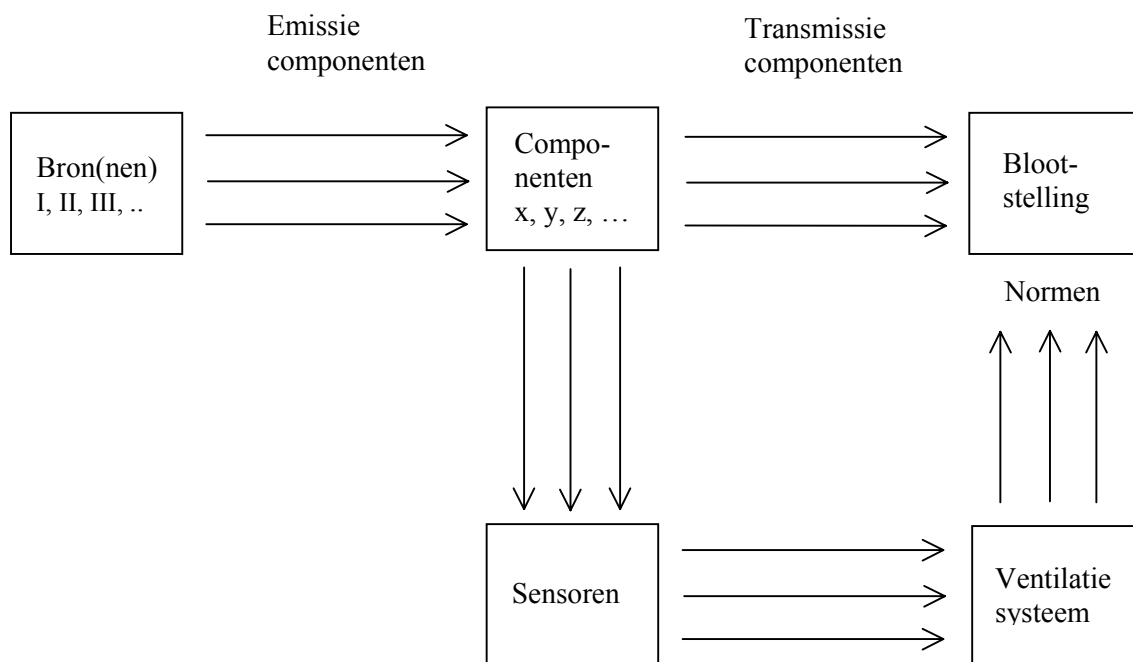 Emissie
componenten
Transmissie
componenten
Bron(nen)
I, II, III, ..
Compo-
nenten
x, y, z, …
Bloot-
stelling
Normen
Sensoren
Ventilatie
systeem